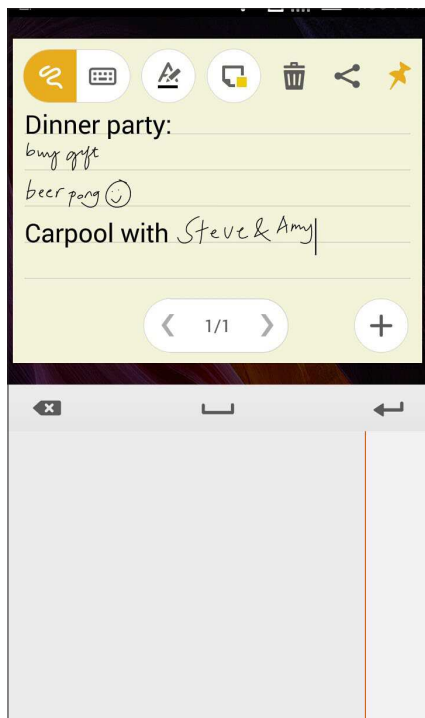 Dinner party:
buy gift
beer pong ☺
Carpool with Steve & Amy
1/1